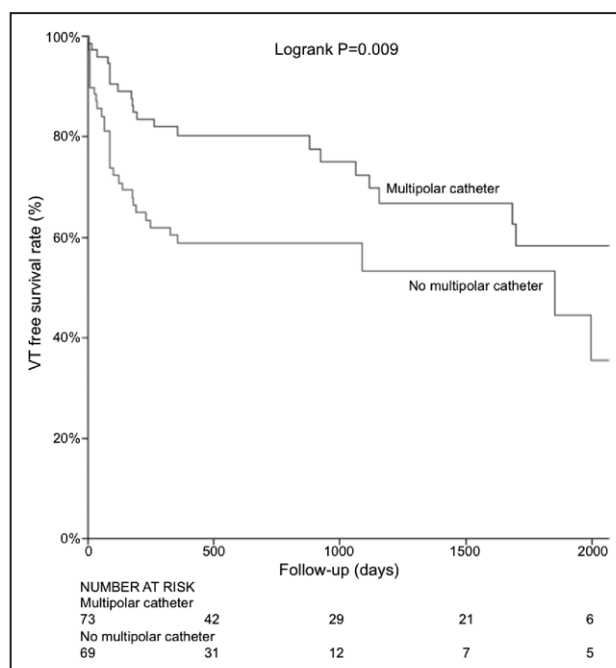 100%
Logrank P=0.009
80%
Multipolar catheter
60%
No multipolar catheter
40%
20%
0%
VT free survival rate (%)
0 500 1000 1500 2000
Follow-up (days)
NUMBER AT RISK
Multipolar catheter
73 42 29 21 6
No multipolar catheter
69 31 12 7 5